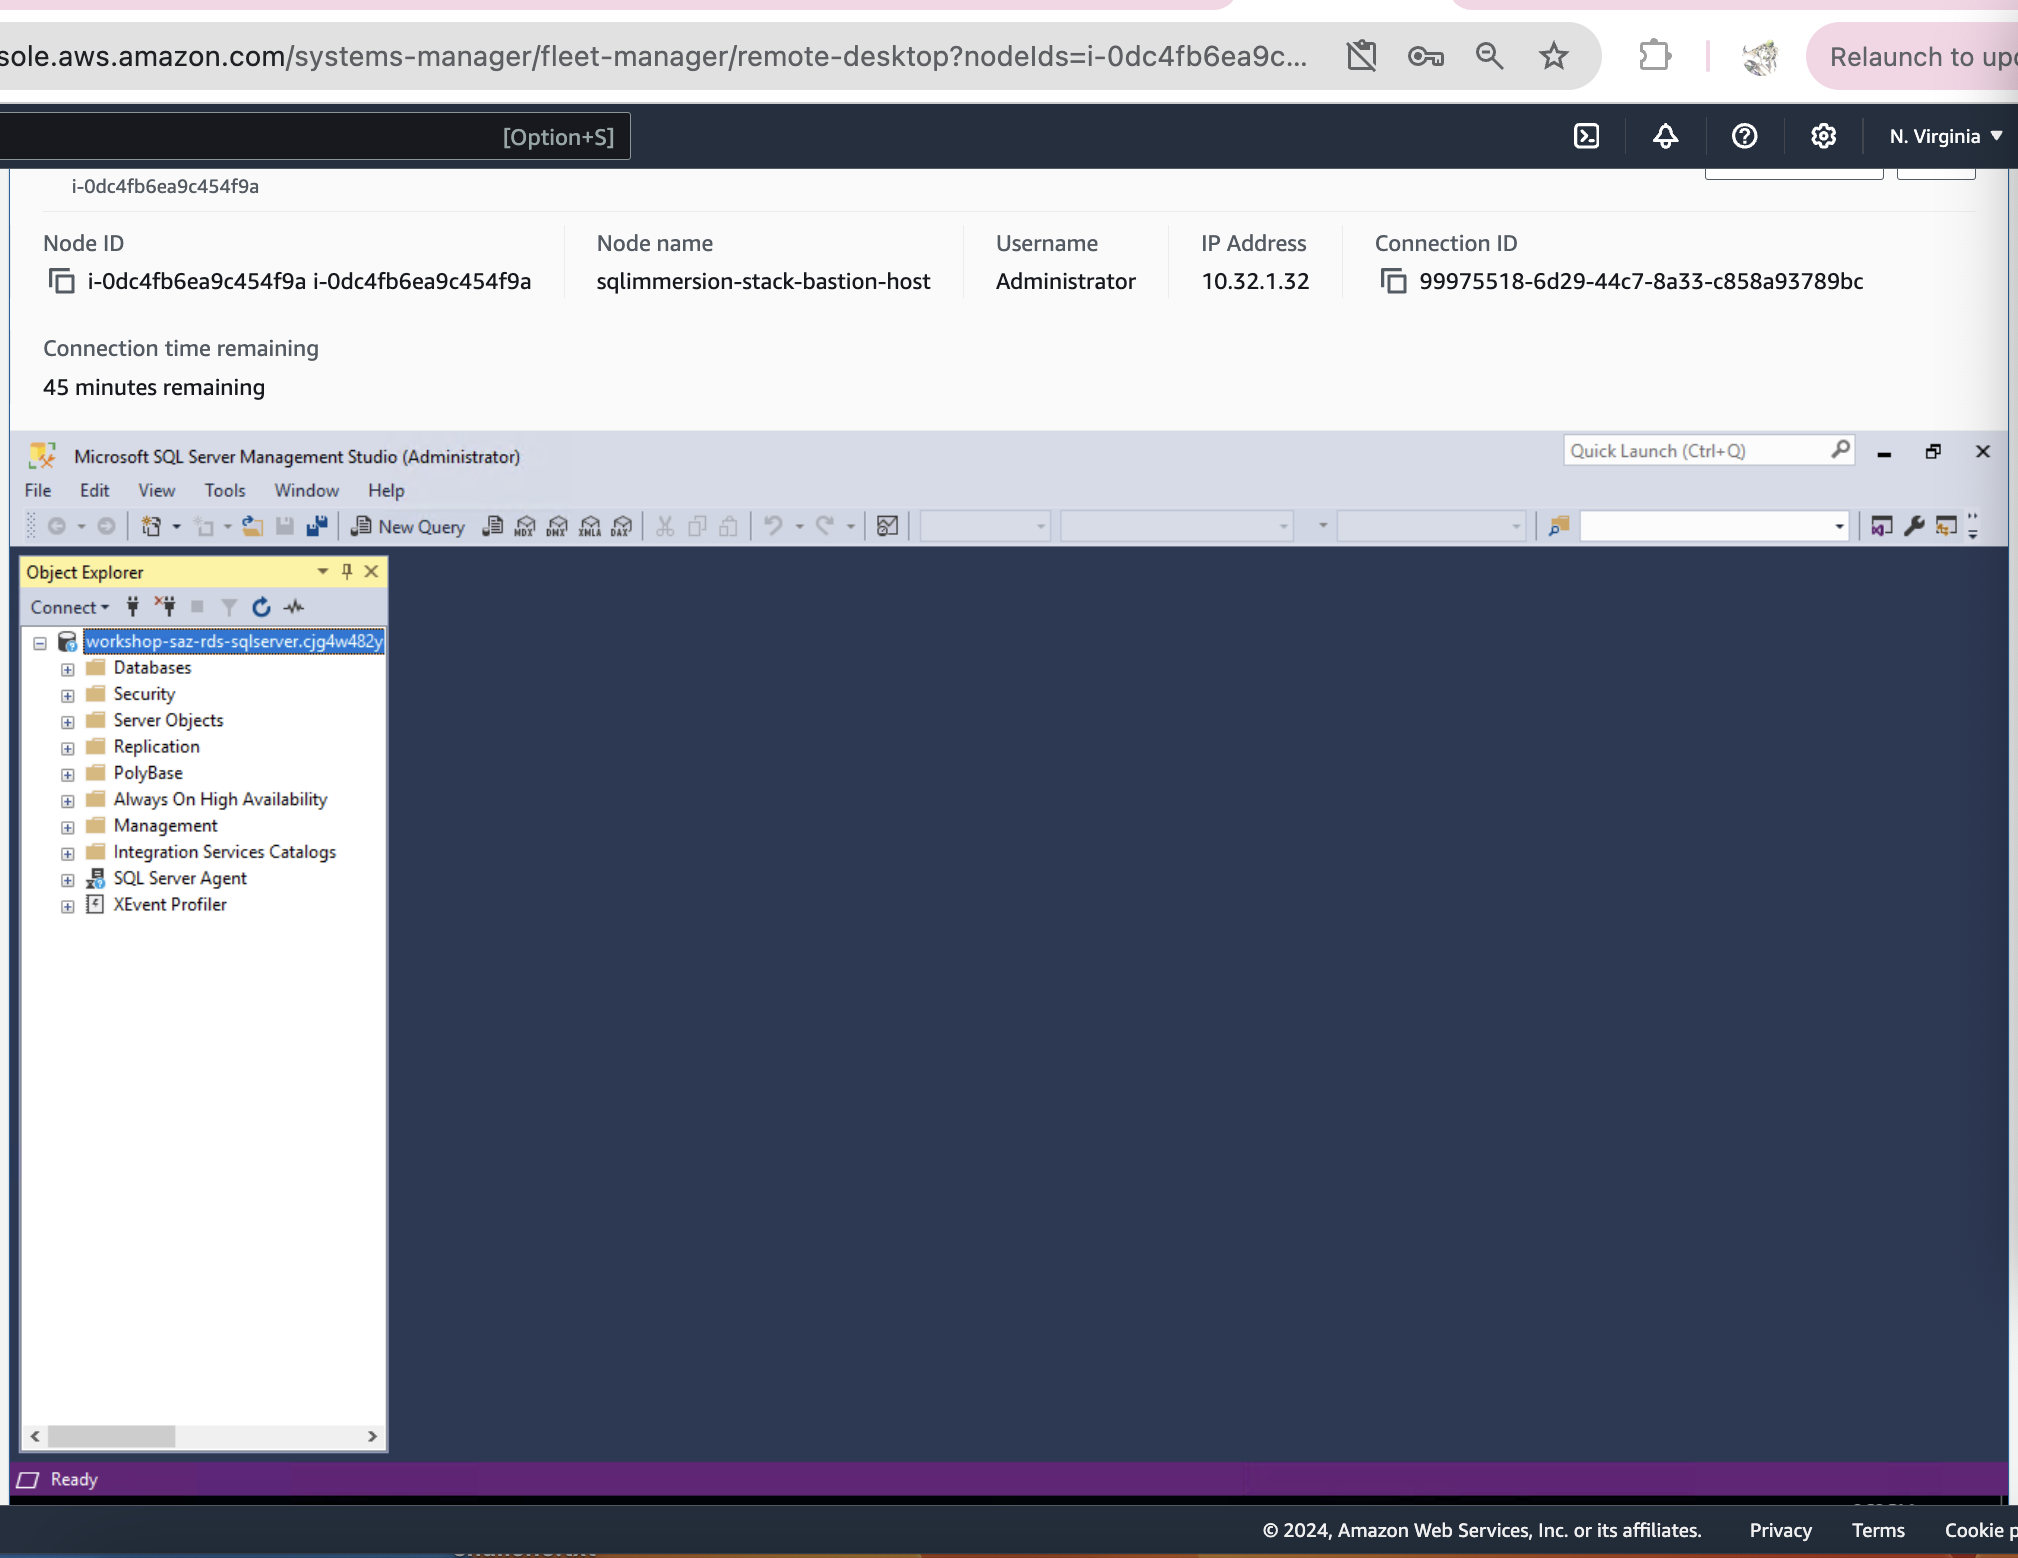 sole.aws.amazon.com/systems-manager/fleet-manager/remote-desktop?nodeIds=i-0dc4fb6ea9c...
Relaunch to upd
[Option+S]
N. Virginia
i-0dc4fb6ea9c454f9a
Node ID
i-0dc4fb6ea9c454f9a i-0dc4fb6ea9c454f9a
Node name
sqlimmersion-stack-bastion-host
Username
Administrator
IP Address
10.32.1.32
Connection ID
99975518-6d29-44c7-8a33-c858a93789bc
Connection time remaining
45 minutes remaining
Microsoft SQL Server Management Studio (Administrator)
Quick Launch (Ctrl+Q)
File Edit View Tools Window Help
New Query MDX DMX XMLA DAX
Object Explorer
Connect
workshop-saz-rds-sqlserver.cjg4w482y
Databases
Security
Server Objects
Replication
PolyBase
Always On High Availability
Management
Integration Services Catalogs
SQL Server Agent
XEvent Profiler
Ready
© 2024, Amazon Web Services, Inc. or its affiliates. Privacy Terms Cookie p